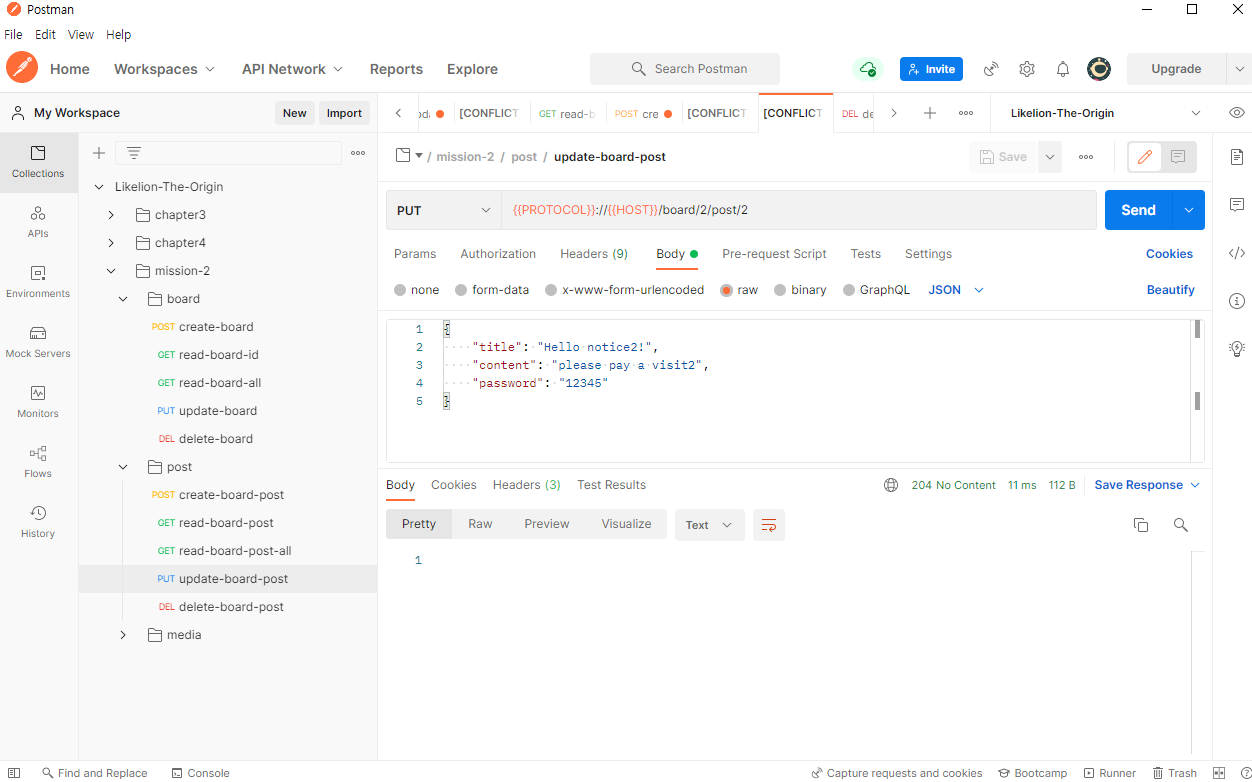 Postman
File Edit View Help
Home Workspaces API Network Reports Explore Search Postman Invite Upgrade
My Workspace New Import
[CONFLICT GET read-b POST cre [CONFLICT [CONFLICT DEL de Likelion-The-Origin
Collections
APIs
Environments
Mock Servers
Monitors
Flows
History
Likelion-The-Origin
chapter3
chapter4
mission-2
board
POST create-board
GET read-board-id
GET read-board-all
PUT update-board
DEL delete-board
post
POST create-board-post
GET read-board-post
GET read-board-post-all
PUT update-board-post
DEL delete-board-post
media
/ mission-2 / post / update-board-post Save
PUT {{PROTOCOL}}://{{HOST}}/board/2/post/2 Send
Params Authorization Headers (9) Body Pre-request Script Tests Settings Cookies
none form-data x-www-form-urlencoded raw binary GraphQL JSON Beautify
1 {
2 "title": "Hello notice2!",
3 "content": "please pay a visit2",
4 "password": "12345"
5 }
Body Cookies Headers (3) Test Results 204 No Content 11 ms 112 B Save Response
Pretty Raw Preview Visualize Text
1
Find and Replace Console Capture requests and cookies Bootcamp Runner Trash